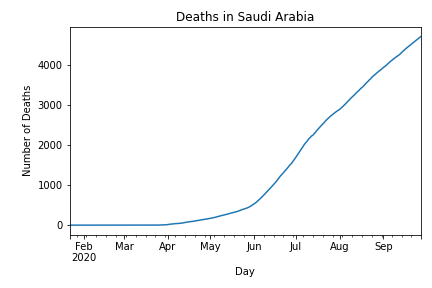 Deaths in Saudi Arabia
Number of Deaths
4000
3000
2000
1000
0
Feb Mar Apr May Jun Jul Aug Sep
2020
Day